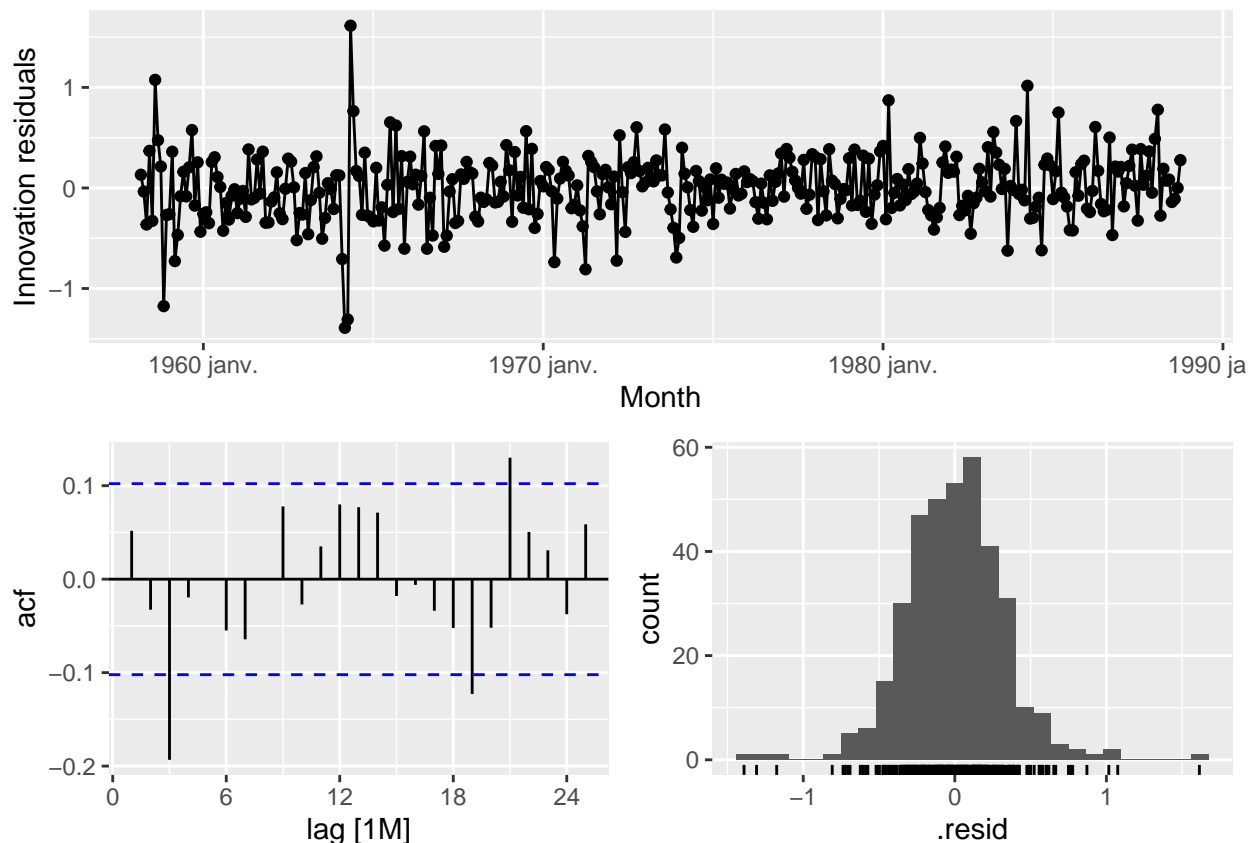 Innovation residuals
1
0
−1
1960 janv.
1970 janv.
1980 janv.
1990 ja
Month
acf
0.1
0.0
−0.1
−0.2
0
6
12
18
24
lag [1M]
count
60
40
20
0
−1
0
1
.resid